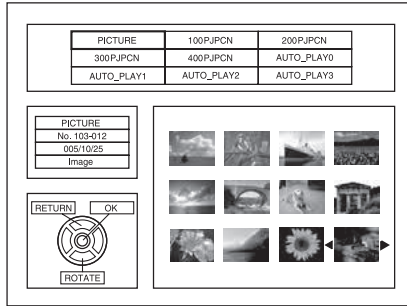 PICTURE 100PJPCN 200PJPCN
300PJPCN 400PJPCN AUTO_PLAY0
AUTO_PLAY1 AUTO_PLAY2 AUTO_PLAY3
PICTURE
No. 103-012
005/10/25
Image
RETURN OK
ROTATE